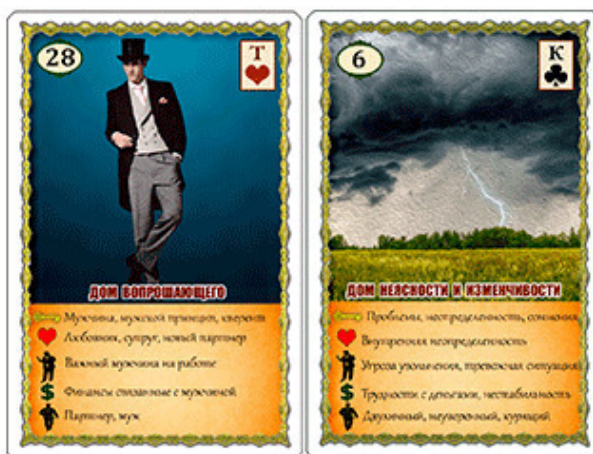 28
Т
ДОМ ВОПРОШАЮЩЕГО
Мужчина, мужской принцип, кверент
Любовник, супруг, новый партнер
Важный мужчина на работе
$ Финансы связанные с мужчиной
Партнер, муж
6
К
ДОМ НЕЯСНОСТИ И ИЗМЕНЧИВОСТИ
Проблемы, неопределенность, сомнения
Внутренняя неопределенность
Угроза увольнения, тревожная ситуация
$ Трудности с деньгами, нестабильность
Двуличный, неуверенный, курящий